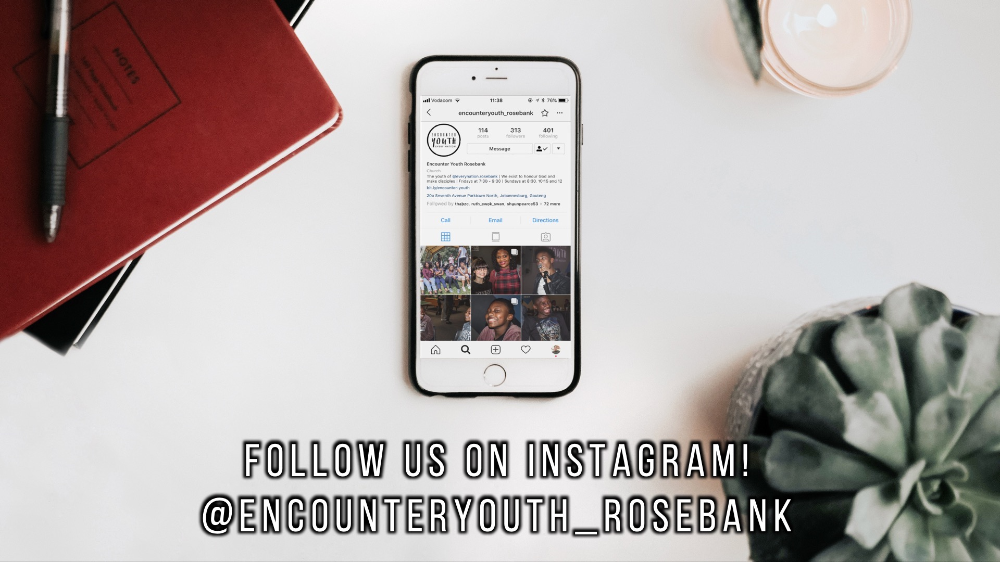 NOTES
Vodacom 11:38 76%
encounteryouth_rosebank
ENCOUNTER
YOUTH
EVERY NATION
114 313 401
posts followers following
Message
Encounter Youth Rosebank
Church
The youth of @everynation.rosebank | We exist to honour God and
make disciples | Fridays at 7:30 - 9:30 | Sundays at 8:30, 10:15 and 12
bit.ly/encounter-youth
20a Seventh Avenue Parktown North, Johannesburg, Gauteng
Followed by thabzc, ruth_ewok_swan, shaunpearce53 + 72 more
Call Email Directions
FOLLOW US ON INSTAGRAM!
@ENCOUNTERYOUTH_ROSEBANK